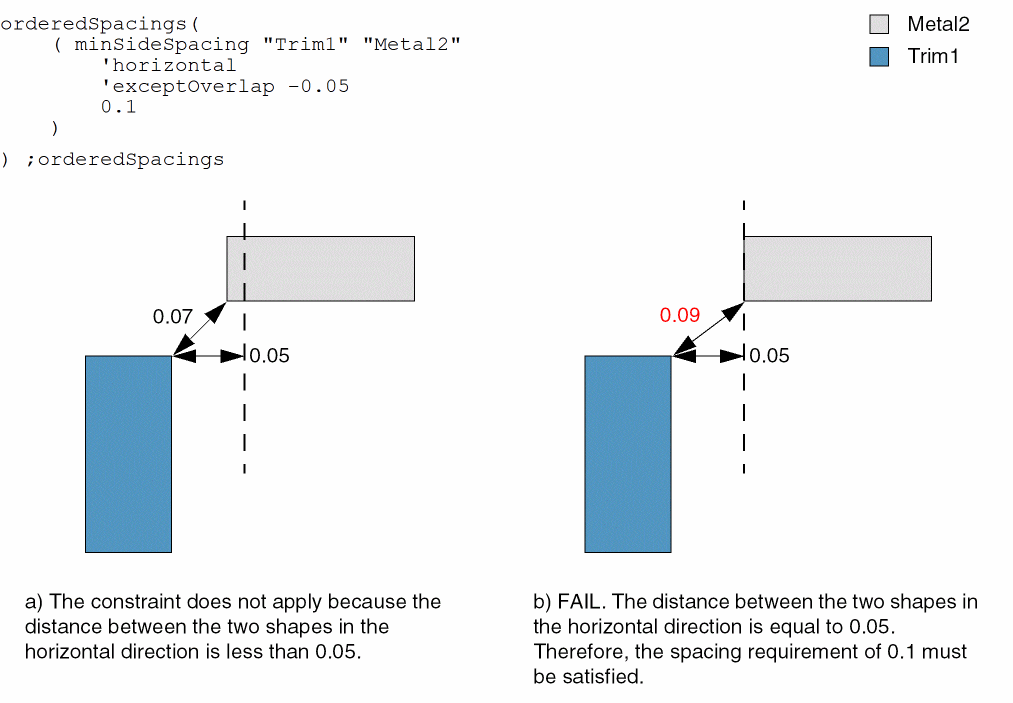 orderedSpacings(
( minSideSpacing "Trim1" "Metal2"
'horizontal
'exceptOverlap -0.05
0.1
)
) ;orderedSpacings
Metal2
Trim1
0.07
0.05
0.09
0.05
a) The constraint does not apply because the
distance between the two shapes in the
horizontal direction is less than 0.05.
b) FAIL. The distance between the two shapes in
the horizontal direction is equal to 0.05.
Therefore, the spacing requirement of 0.1 must
be satisfied.